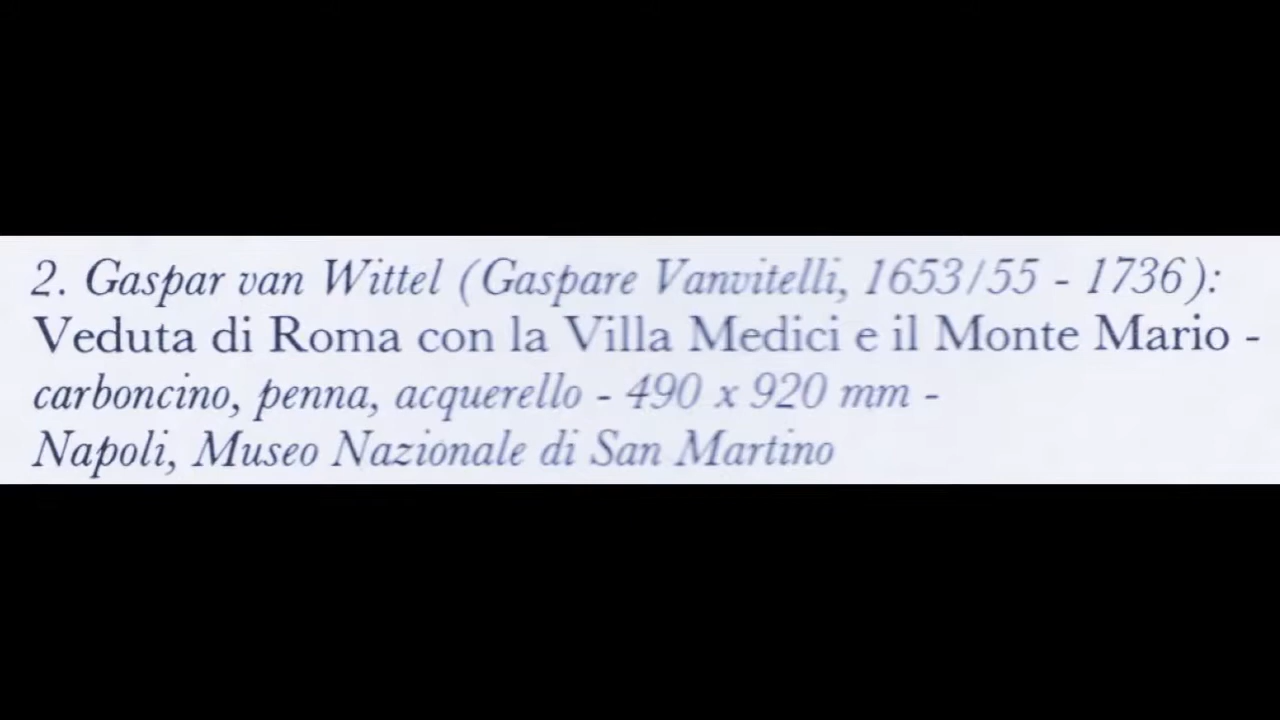 2. Gaspar van Wittel (Gaspare Vanvitelli, 1653/55 - 1736):
Veduta di Roma con la Villa Medici e il Monte Mario -
carboncino, penna, acquerello - 490 x 920 mm -
Napoli, Museo Nazionale di San Martino